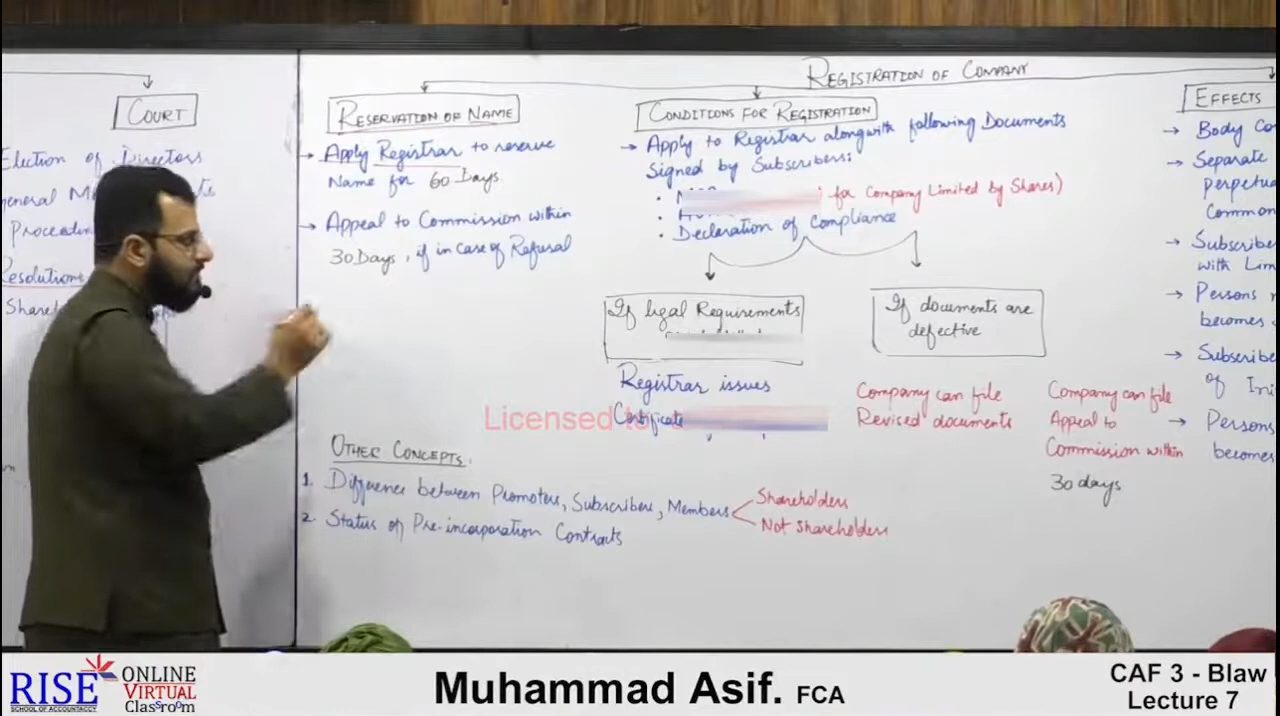 REGISTRATION OF COMPANY
COURT
Election of Directors
General
Proceedin
Resolutions
Share
RESERVATION OF NAME
→ Apply Registrar to reserve
Name for 60 Days
→ Appeal to Commission within
30 Days, if in case of Refusal
CONDITIONS FOR REGISTRATION
→ Apply to Registrar alongwith following Documents
Signed by Subscribers:
for Company Limited by Shares)
• Declaration of Compliance
If legal Requirements
Registrar issues
Certificate
If documents are
defective
Company can file
Revised documents
Company can file
Appeal to
Commission within
30 days
EFFECTS
→ Body Co
→ Separate
perpetu
Common
→ Subscribe
with Lim
→ Persons
becomes
→ Subscribe
of Ini
→ Persons
becomes
OTHER CONCEPTS.
1. Difference between Promoters, Subscribers, Members
Shareholders
Not Shareholders
2. Status of Pre-incorporation Contracts
Licensed to
RISE
SCHOOL OF ACCOUNTANCY
ONLINE
VIRTUAL
Classroom
Muhammad Asif. FCA
CAF 3 - Blaw
Lecture 7